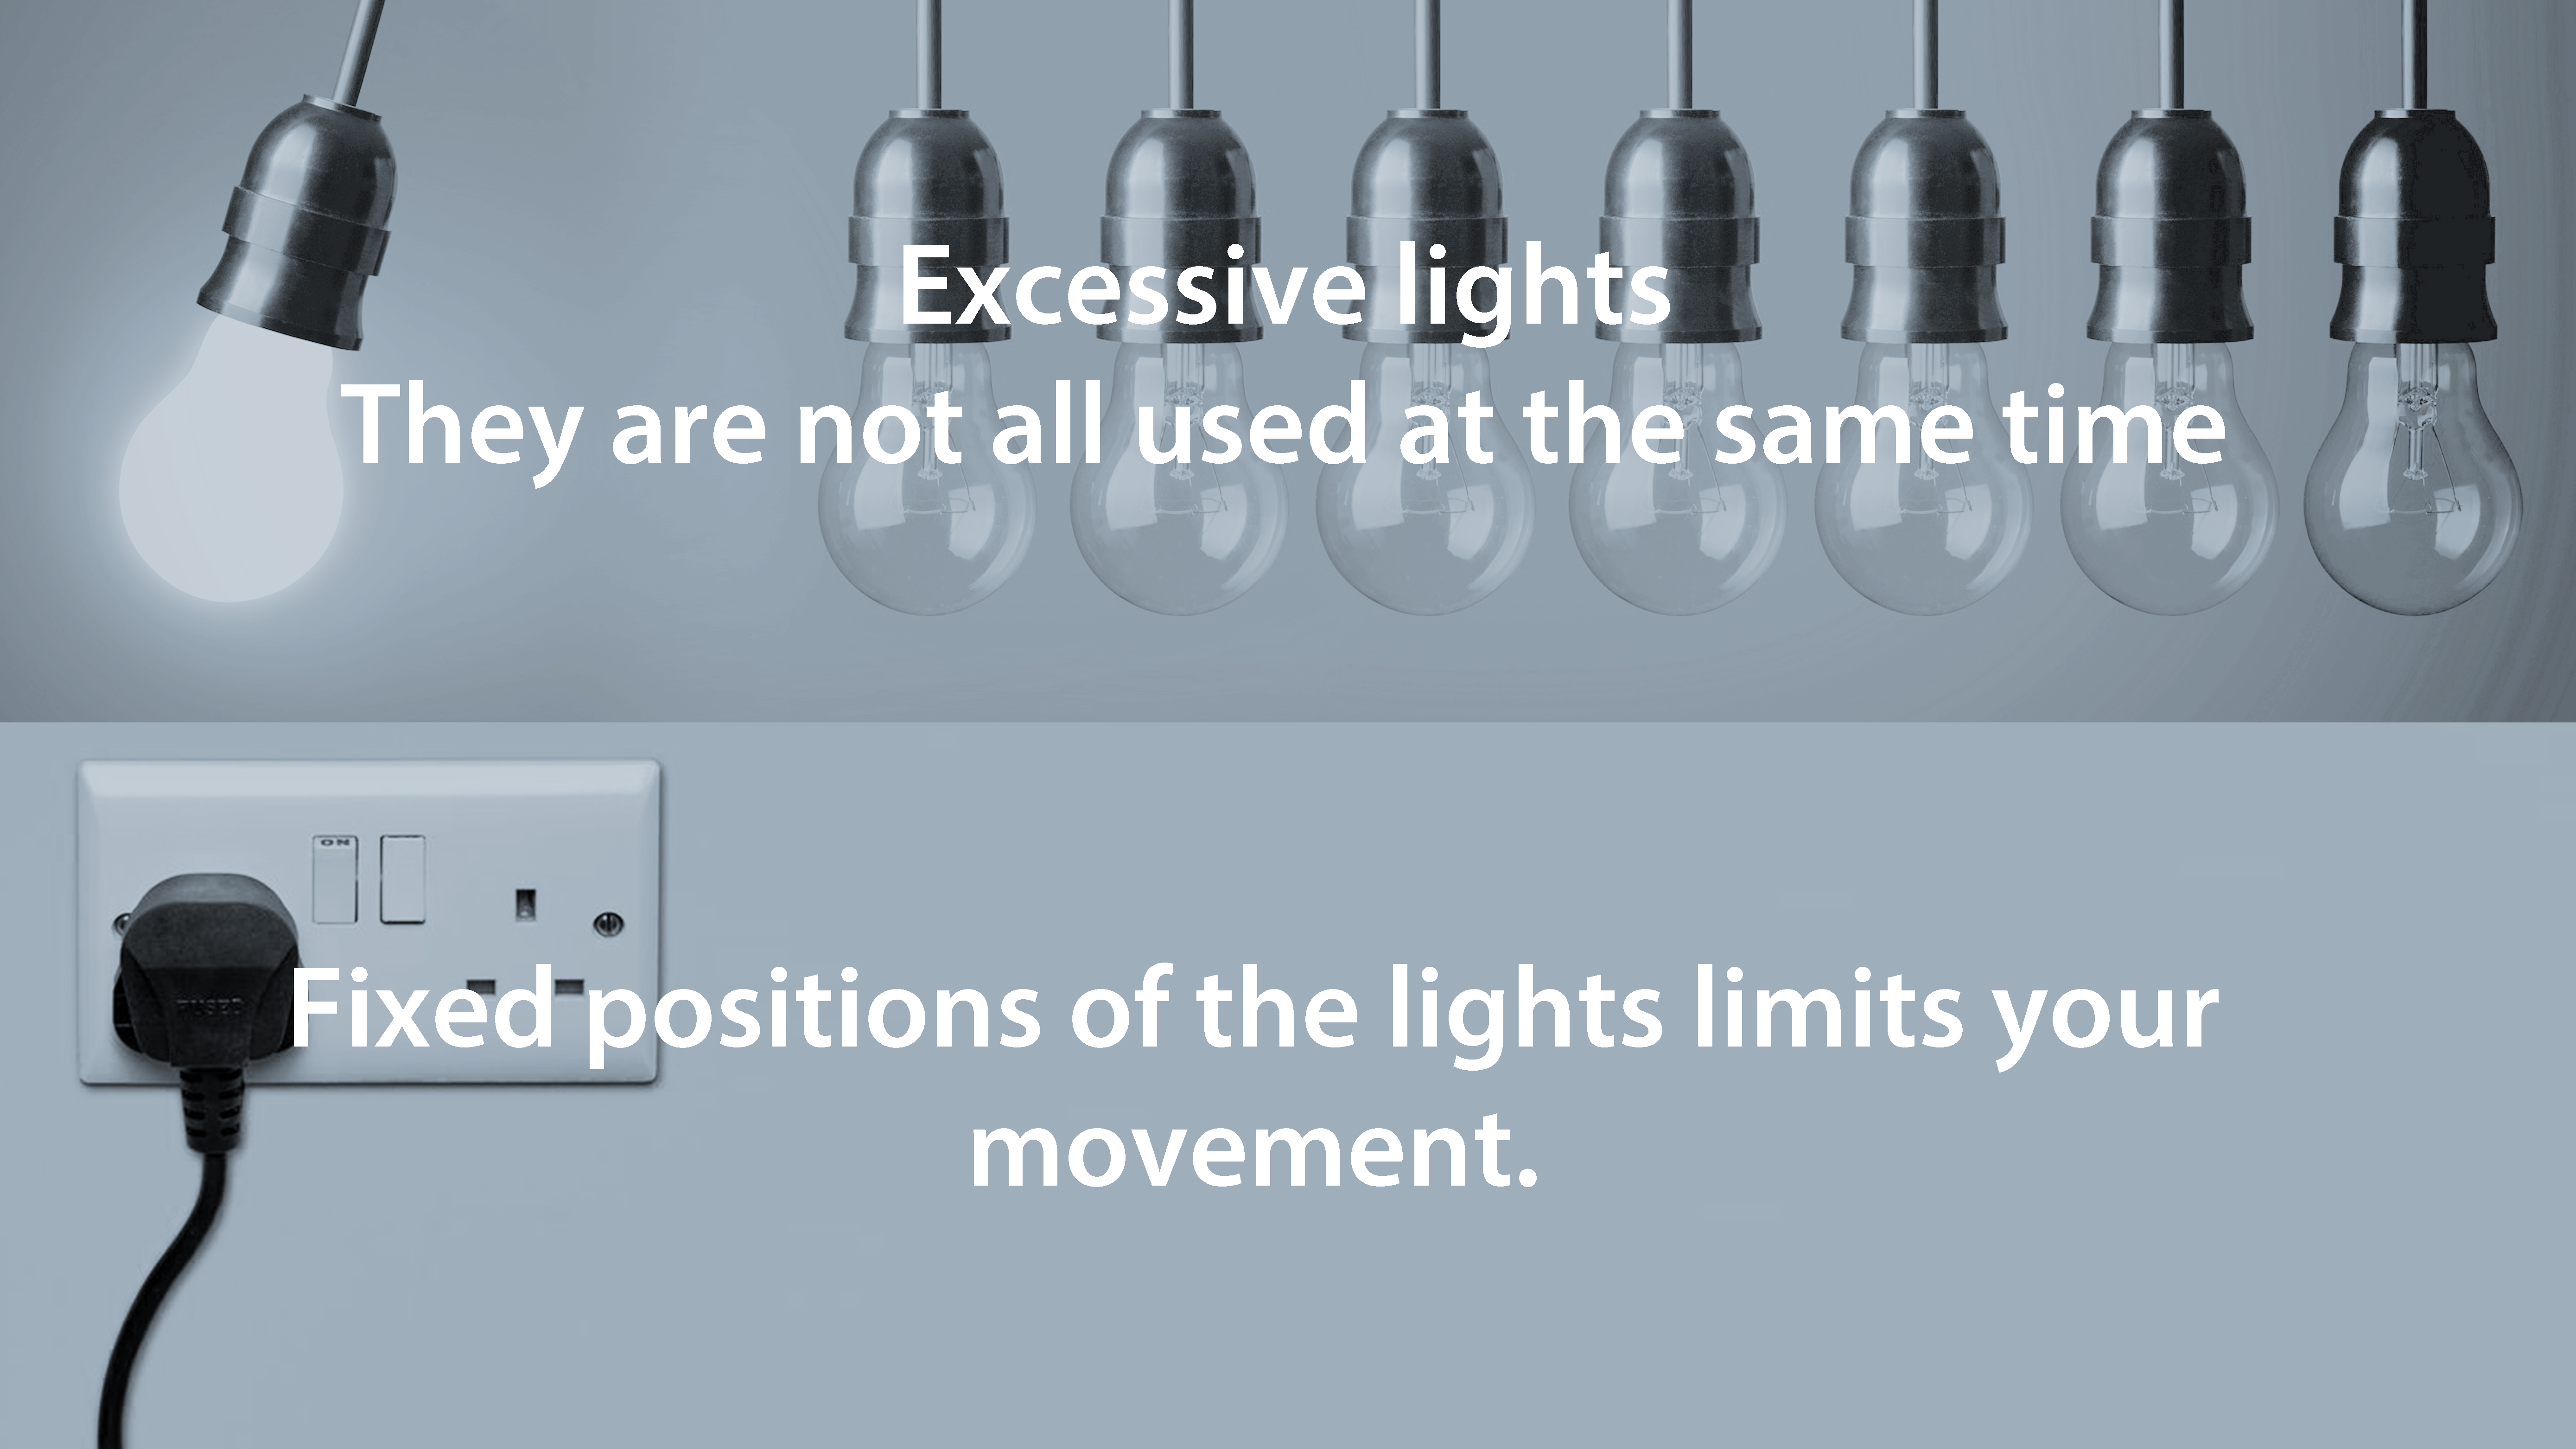 Excessive lights
They are not all used at the same time
ON
FUSED
Fixed positions of the lights limits your
movement.